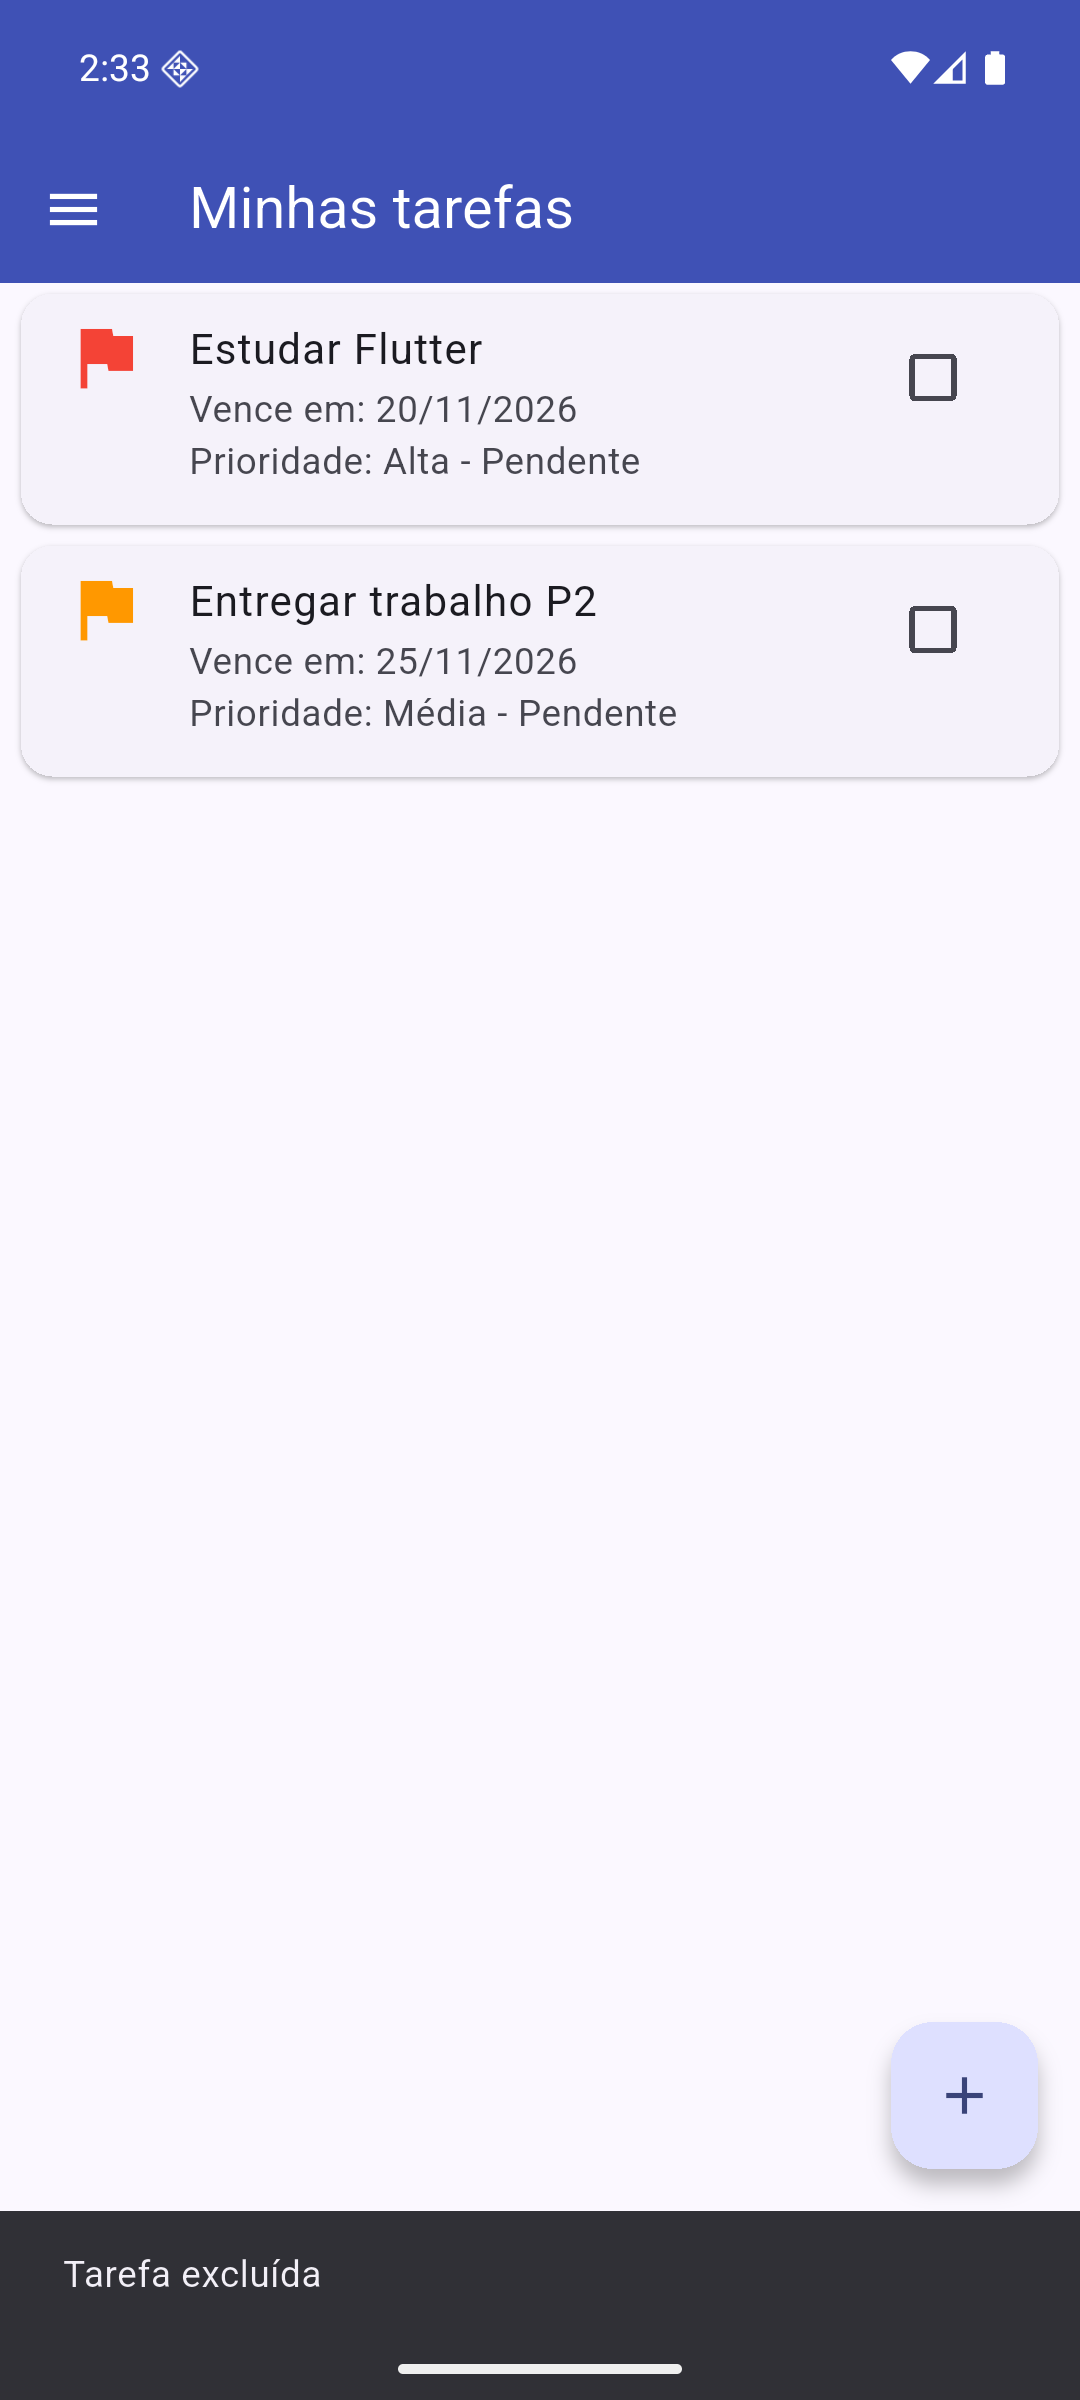 2:33
Minhas tarefas
Estudar Flutter
Vence em: 20/11/2026
Prioridade: Alta - Pendente
Entregar trabalho P2
Vence em: 25/11/2026
Prioridade: Média - Pendente
Tarefa excluída